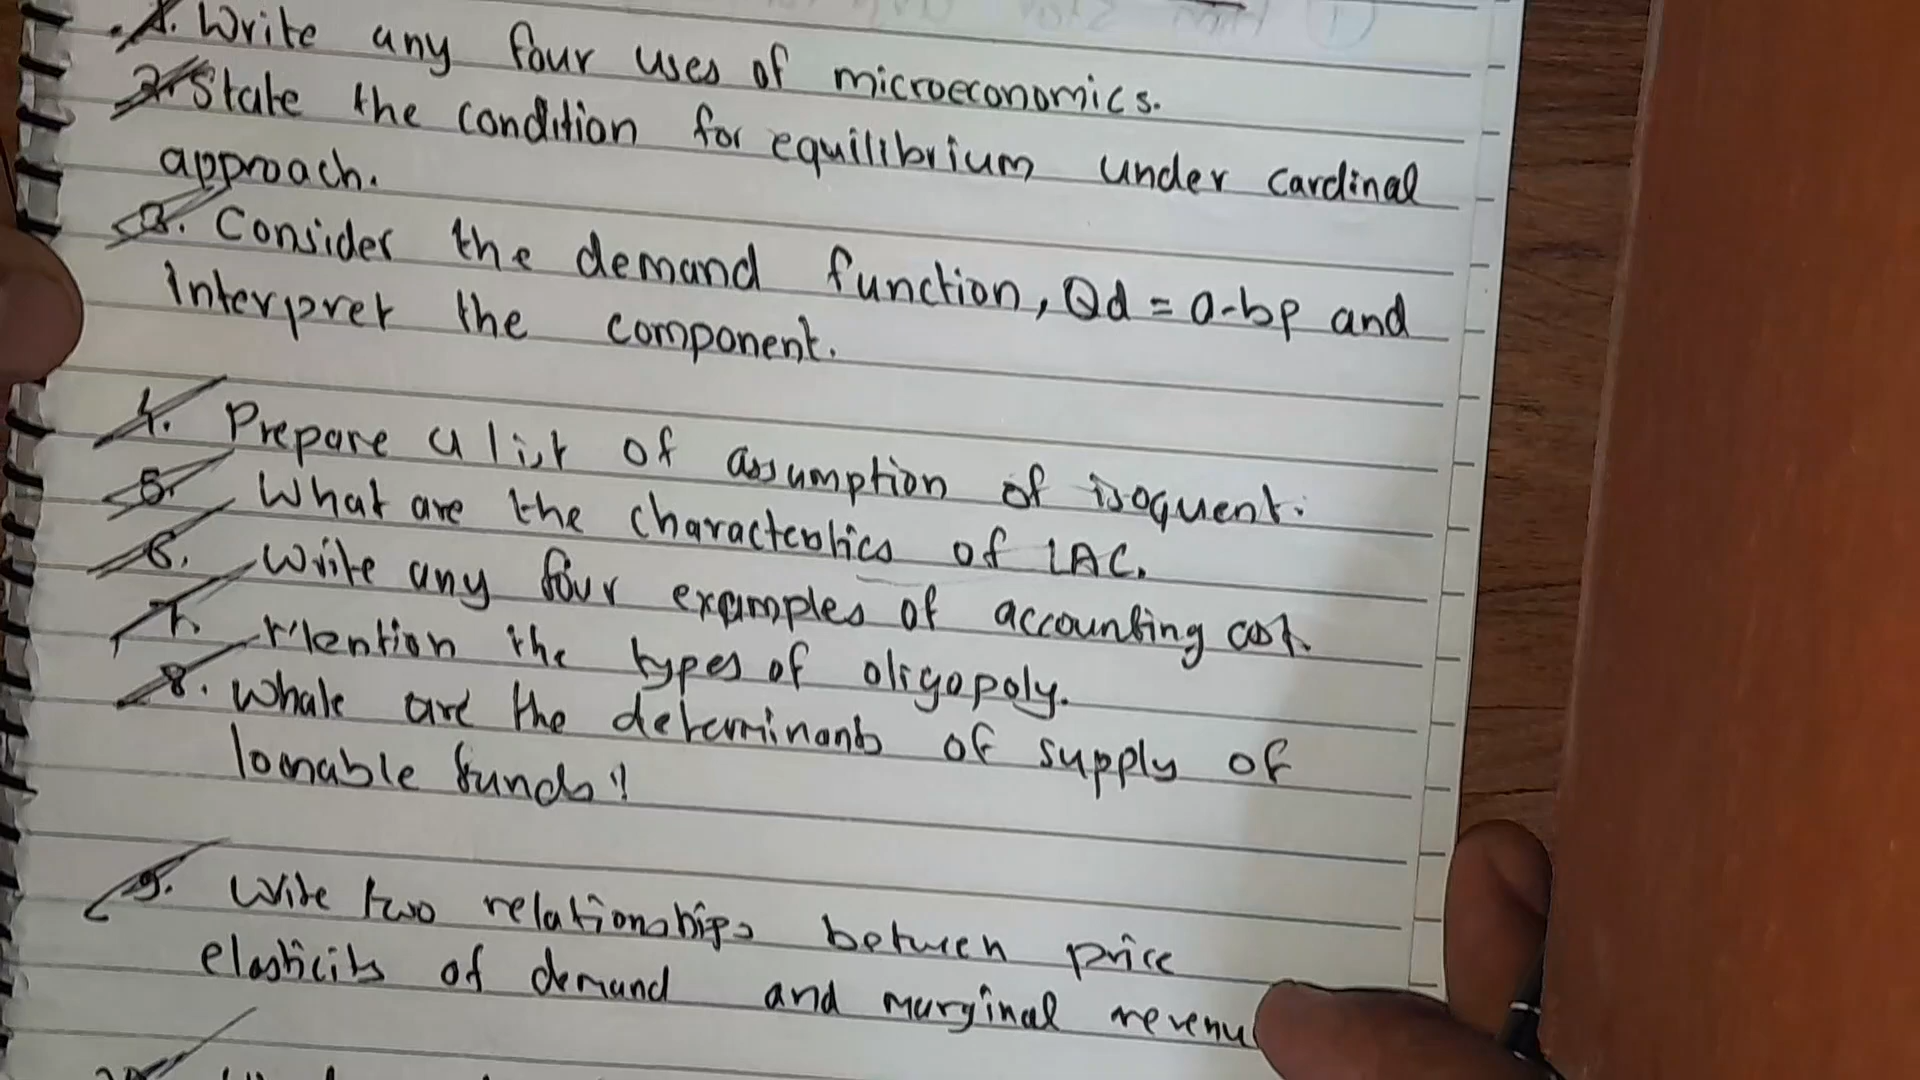 1. Write any four uses of microeconomics.
2. State the condition for equilibrium under cardinal
approach.
3. Consider the demand function, Qd = a-bp and
interpret the component.
4. Prepare a list of assumption of isoquent.
5. What are the characteristics of LAC.
6. Write any four examples of accounting cost.
7. Mention the types of oligopoly.
8. Whate are the determinants of supply of
loanable funds?
9. Write two relationships between price
elasticity of demand and marginal revenu